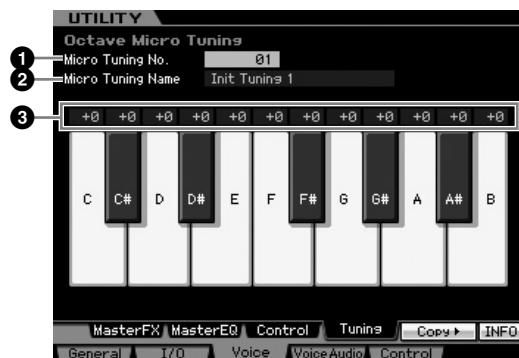 UTILITY
Octave Micro Tuning
1 Micro Tuning No. 01
2 Micro Tuning Name Init Tuning 1
3 +0 +0 +0 +0 +0 +0 +0 +0 +0 +0 +0 +0
C C# D D# E F F# G G# A A# B
MasterFX MasterEQ Control Tuning Copy INFO
General I/O Voice VoiceAudio Control